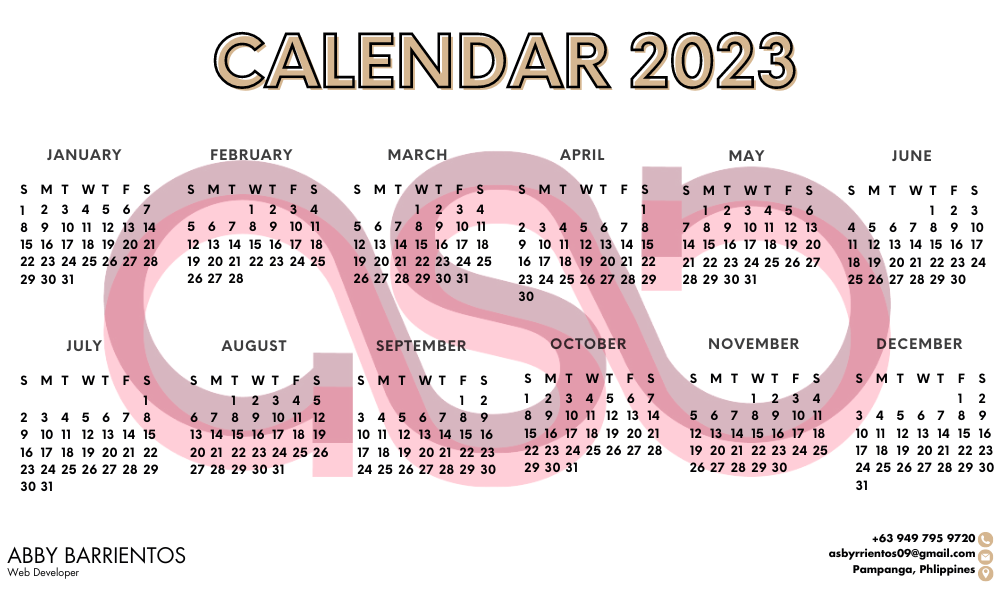 CALENDAR 2023
JANUARY
S M T W T F S
1 2 3 4 5 6 7
8 9 10 11 12 13 14
15 16 17 18 19 20 21
22 23 24 25 26 27 28
29 30 31
FEBRUARY
S M T W T F S
1 2 3 4
5 6 7 8 9 10 11
12 13 14 15 16 17 18
19 20 21 22 23 24 25
26 27 28
MARCH
S M T W T F S
1 2 3 4
5 6 7 8 9 10 11
12 13 14 15 16 17 18
19 20 21 22 23 24 25
26 27 28 29 30 31
APRIL
S M T W T F S
1
2 3 4 5 6 7 8
9 10 11 12 13 14 15
16 17 18 19 20 21 22
23 24 25 26 27 28 29
30
MAY
S M T W T F S
1 2 3 4 5 6
7 8 9 10 11 12 13
14 15 16 17 18 19 20
21 22 23 24 25 26 27
28 29 30 31
JUNE
S M T W T F S
1 2 3
4 5 6 7 8 9 10
11 12 13 14 15 16 17
18 19 20 21 22 23 24
25 26 27 28 29 30
JULY
S M T W T F S
1
2 3 4 5 6 7 8
9 10 11 12 13 14 15
16 17 18 19 20 21 22
23 24 25 26 27 28 29
30 31
AUGUST
S M T W T F S
1 2 3 4 5
6 7 8 9 10 11 12
13 14 15 16 17 18 19
20 21 22 23 24 25 26
27 28 29 30 31
SEPTEMBER
S M T W T F S
1 2
3 4 5 6 7 8 9
10 11 12 13 14 15 16
17 18 19 20 21 22 23
24 25 26 27 28 29 30
OCTOBER
S M T W T F S
1 2 3 4 5 6 7
8 9 10 11 12 13 14
15 16 17 18 19 20 21
22 23 24 25 26 27 28
29 30 31
NOVEMBER
S M T W T F S
1 2 3 4
5 6 7 8 9 10 11
12 13 14 15 16 17 18
19 20 21 22 23 24 25
26 27 28 29 30
DECEMBER
S M T W T F S
1 2
3 4 5 6 7 8 9
10 11 12 13 14 15 16
17 18 19 20 21 22 23
24 25 26 27 28 29 30
31
ABBY BARRIENTOS
Web Developer
+63 949 795 9720
asbyrrientos09@gmail.com
Pampanga, Phlippines